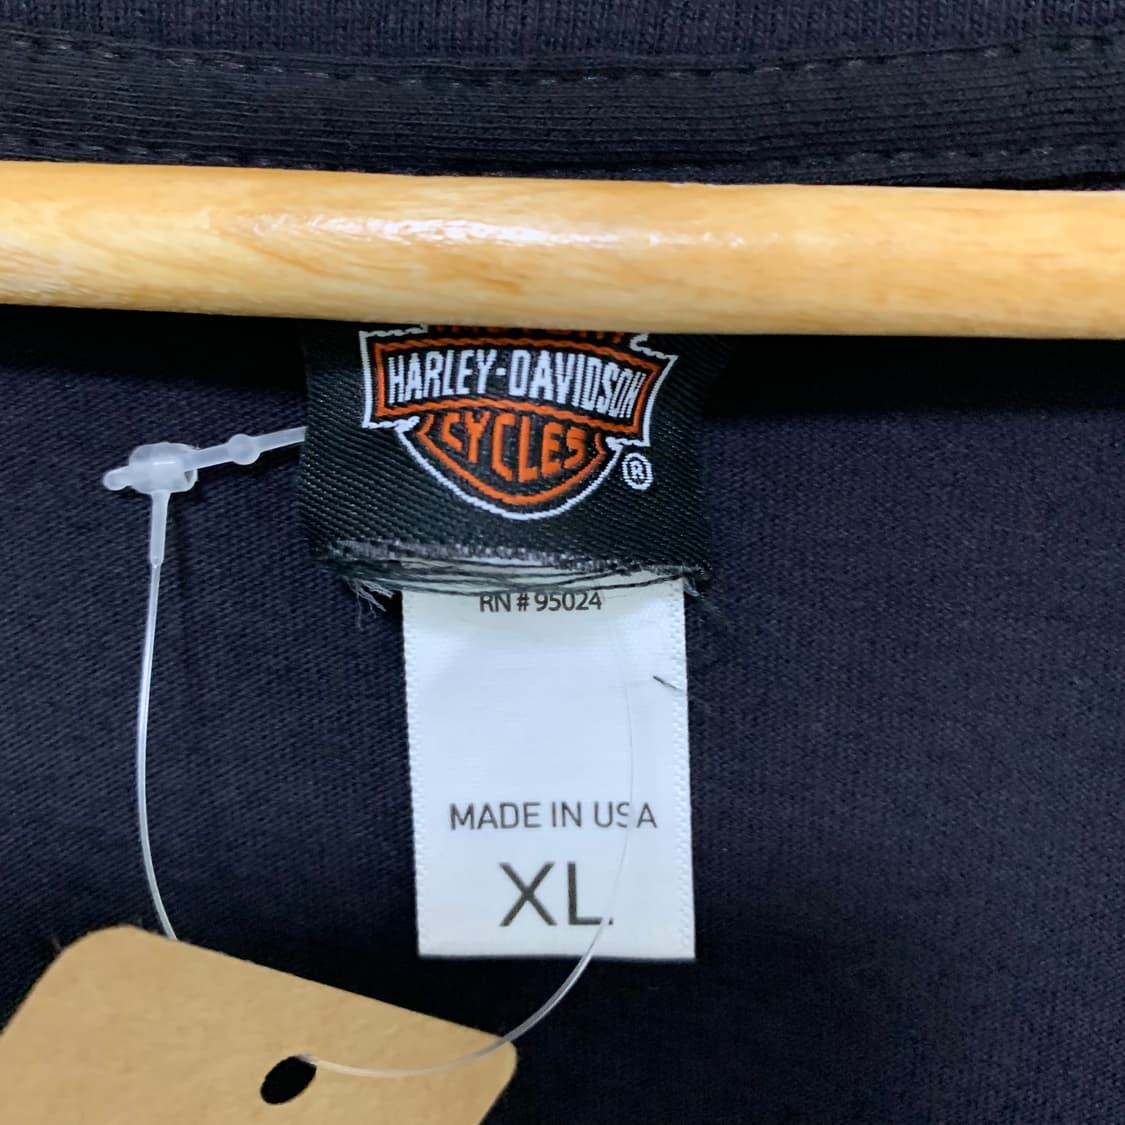 HARLEY-DAVIDSON
CYCLES
®
RN # 95024
MADE IN USA
XL